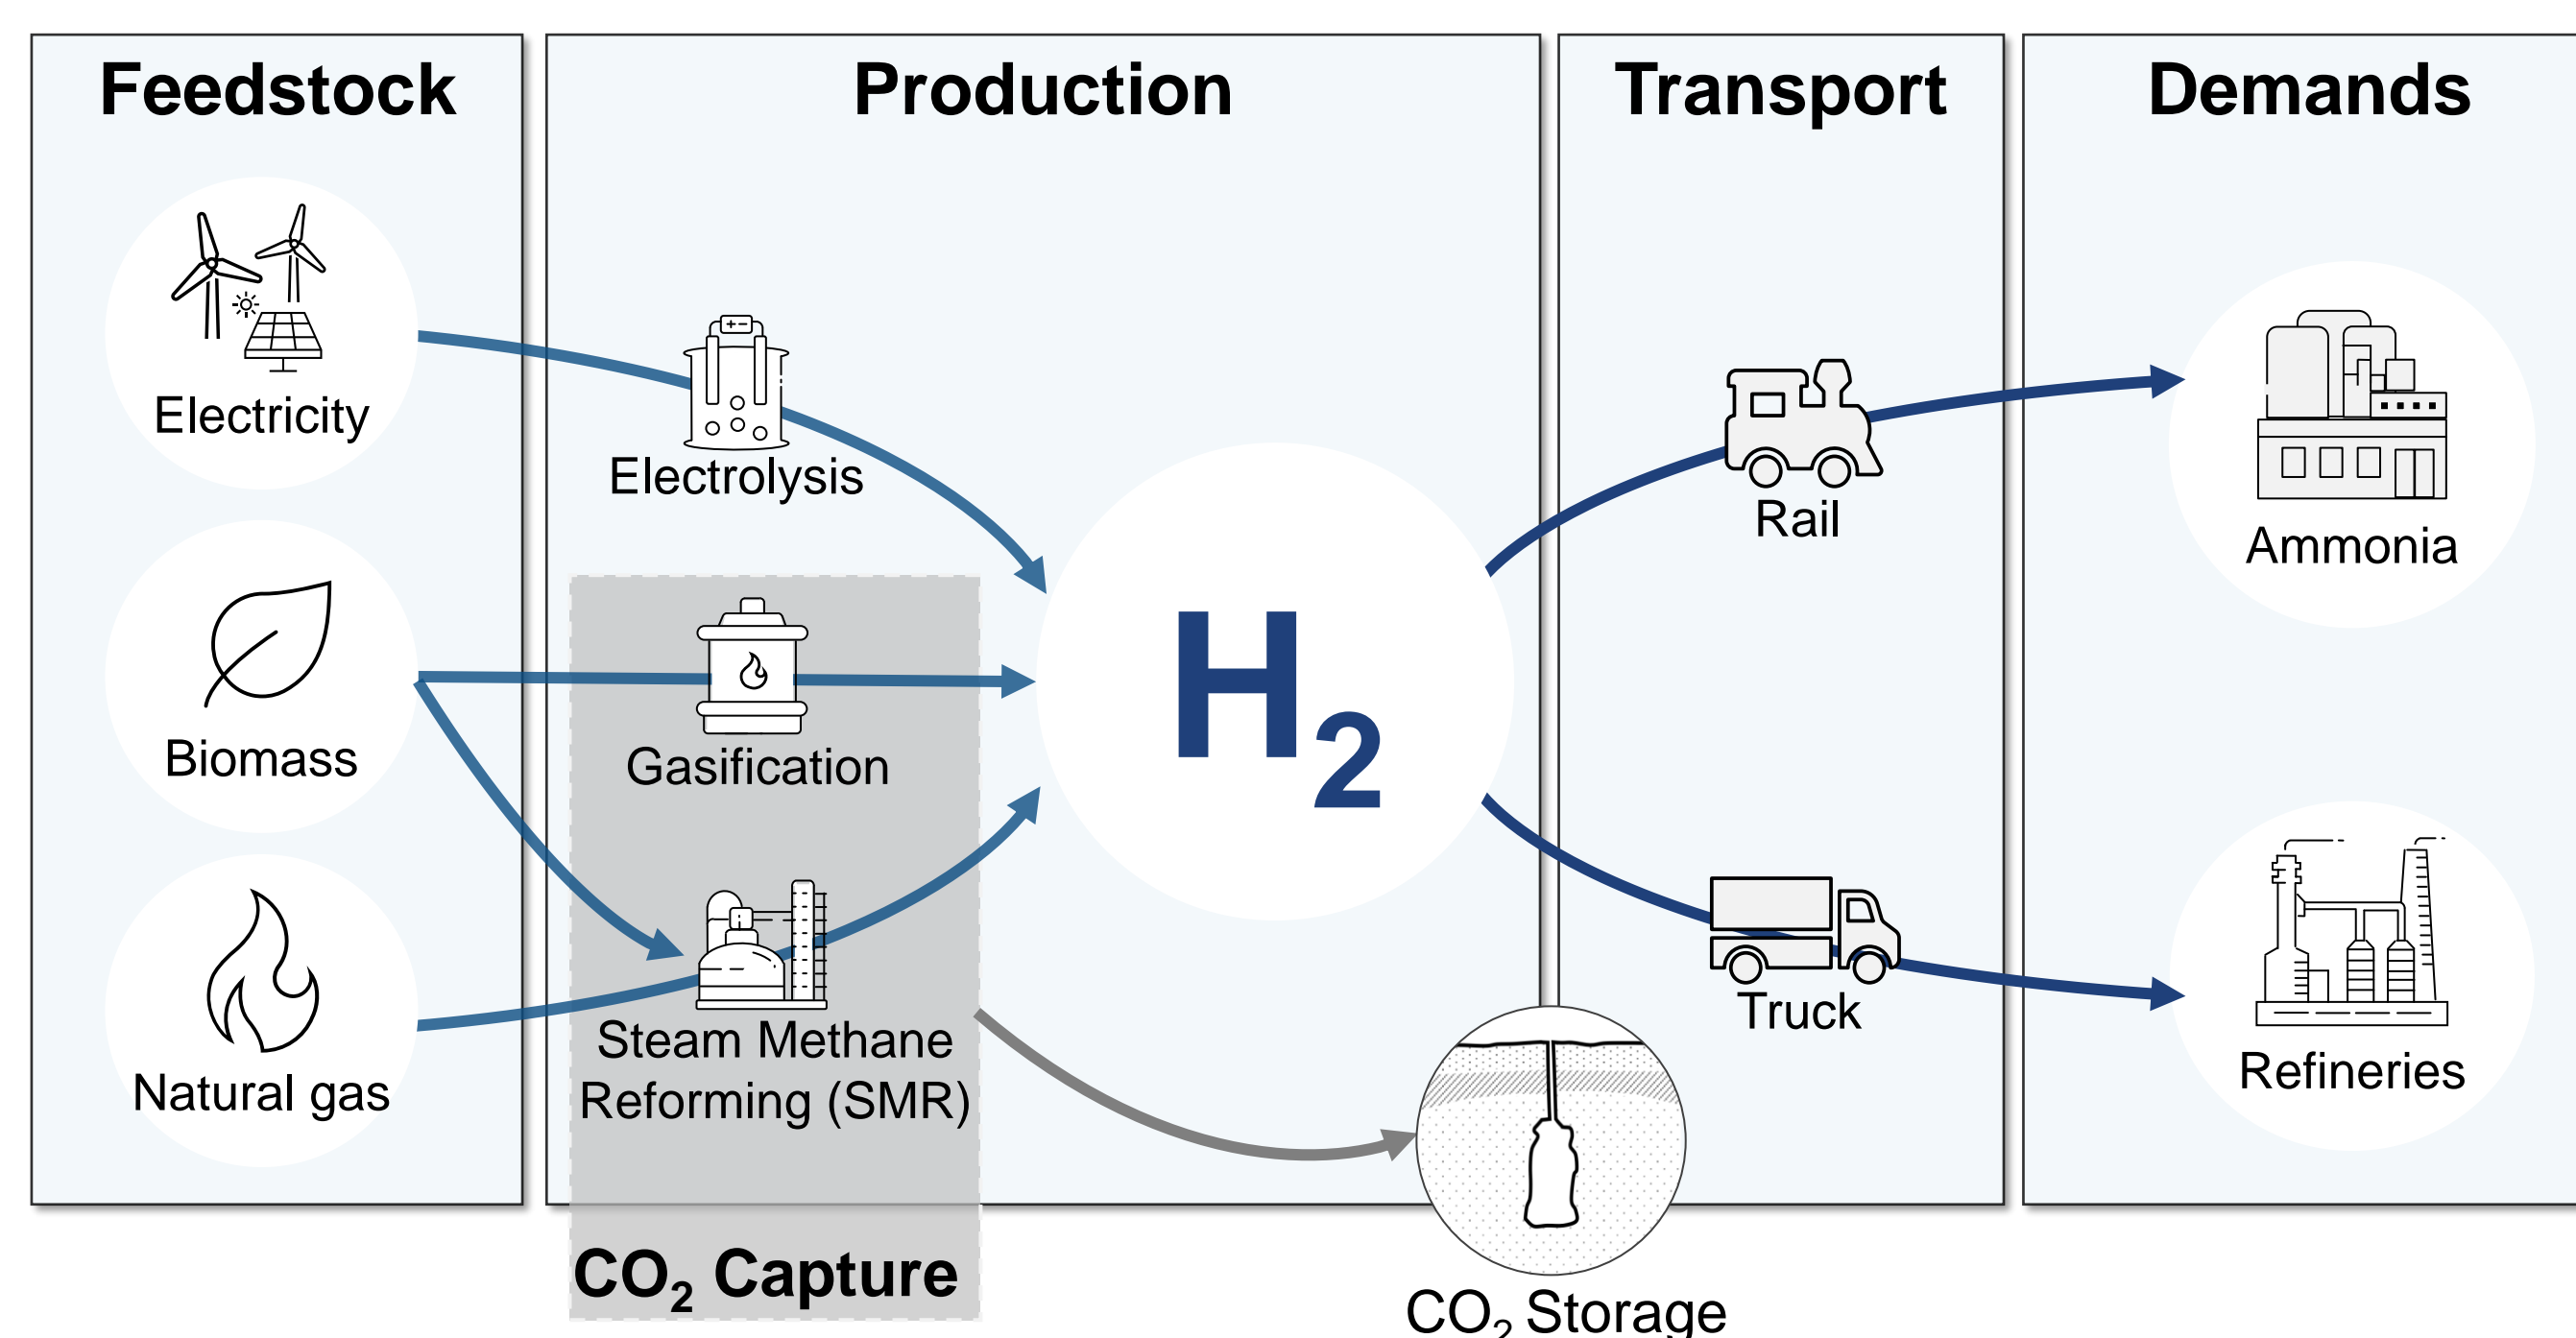 Feedstock
Production
Transport
Demands
Electricity
Biomass
Natural gas
Electrolysis
Gasification
Steam Methane
Reforming (SMR)
CO₂ Capture
H₂
CO₂ Storage
Rail
Truck
Ammonia
Refineries